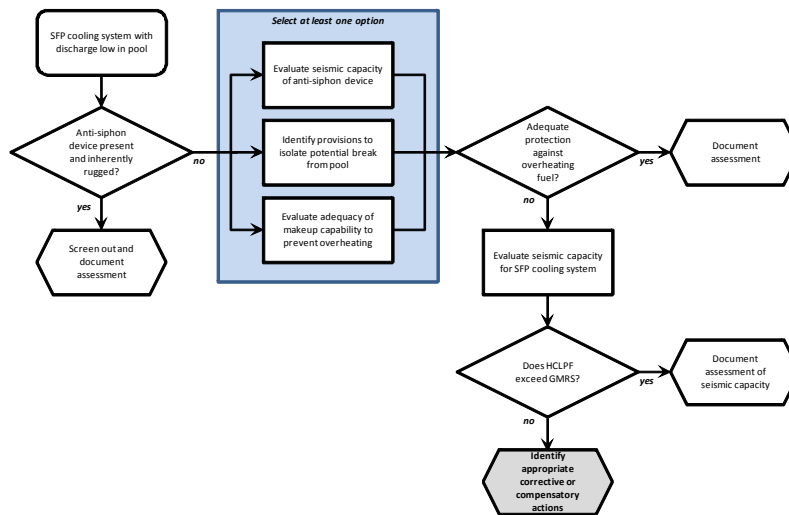 SFP cooling system with
discharge low in pool
Anti-siphon
device present
and inherently
rugged?
no
yes
Screen out and
document
assessment
Select at least one option
Evaluate seismic capacity
of anti-siphon device
Identify provisions to
isolate potential break
from pool
Evaluate adequacy of
makeup capability to
prevent overheating
Adequate
protection
against
overheating
fuel?
yes
Document
assessment
no
Evaluate seismic capacity
for SFP cooling system
Does HCLPF
exceed GMRS?
yes
Document
assessment of
seismic capacity
no
Identify
appropriate
corrective or
compensatory
actions